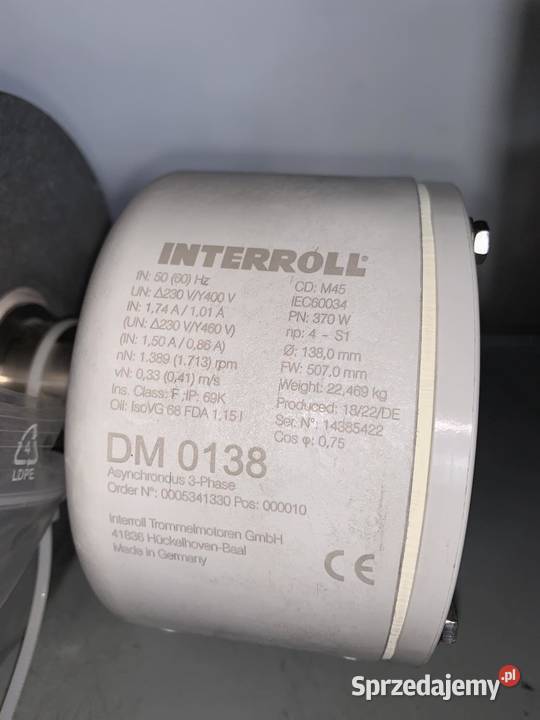 INTERROLL
IN: 50 (60) Hz
UN: Δ230 V/Y400 V
IN: 1,74 A / 1,01 A
(UN: Δ230 V/Y460 V)
(IN: 1,50 A / 0,86 A)
nN: 1.389 (1.713) rpm
vN: 0,33 (0,41) m/s
Ins. Class: F ;IP: 69K
Oil: IsoVG 68 FDA 1,15 l
CD: M45
IEC60034
PN: 370 W
np: 4 - S1
Ø: 138,0 mm
FW: 507.0 mm
Weight: 22,469 kg
Produced: 18/22/DE
Ser. N°: 14385422
Cos φ: 0,75
DM 0138
Asynchronous 3-Phase
Order N°: 0005341330 Pos: 000010
Interroll Trommelmotoren GmbH
41836 Hückelhoven-Baal
Made in Germany
CE
4
LDPE
Sprzedajemy.pl